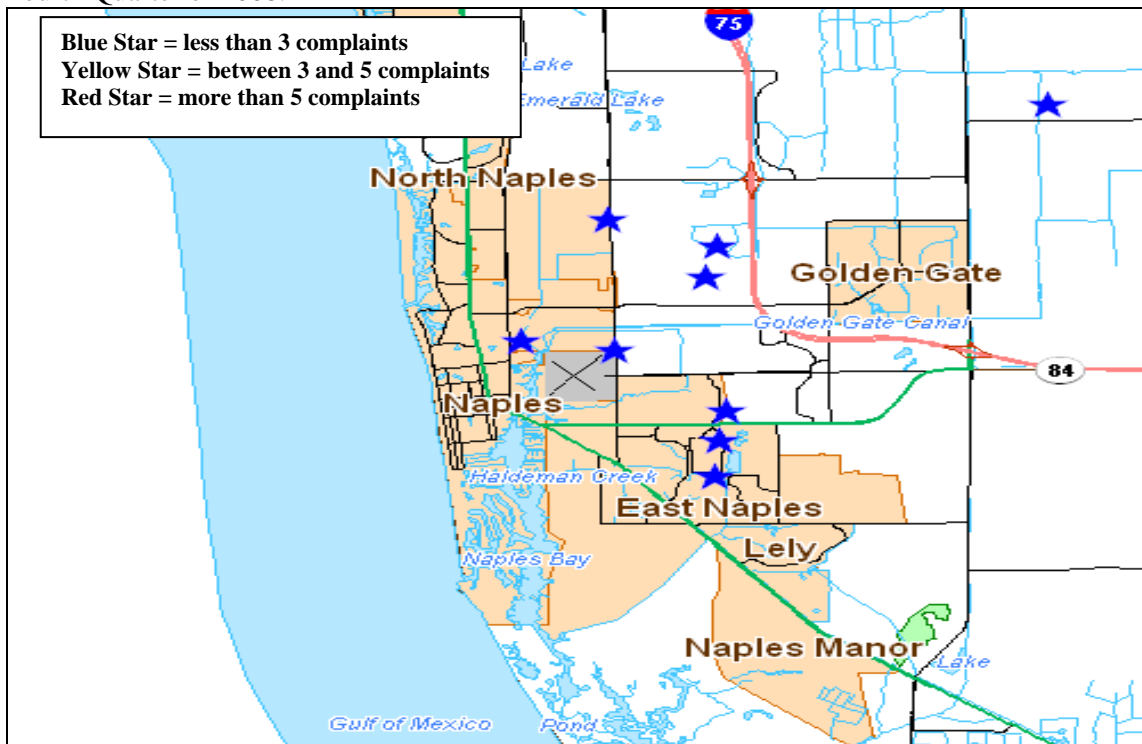 Blue Star = less than 3 complaints
Yellow Star = between 3 and 5 complaints
Red Star = more than 5 complaints
75
Lake
Emerald Lake
North Naples
Golden Gate
Golden Gate Canal
84
Naples
Haldeman Creek
East Naples
Lely
Naples Bay
Naples Manor
Lake
Gulf of Mexico
Pond